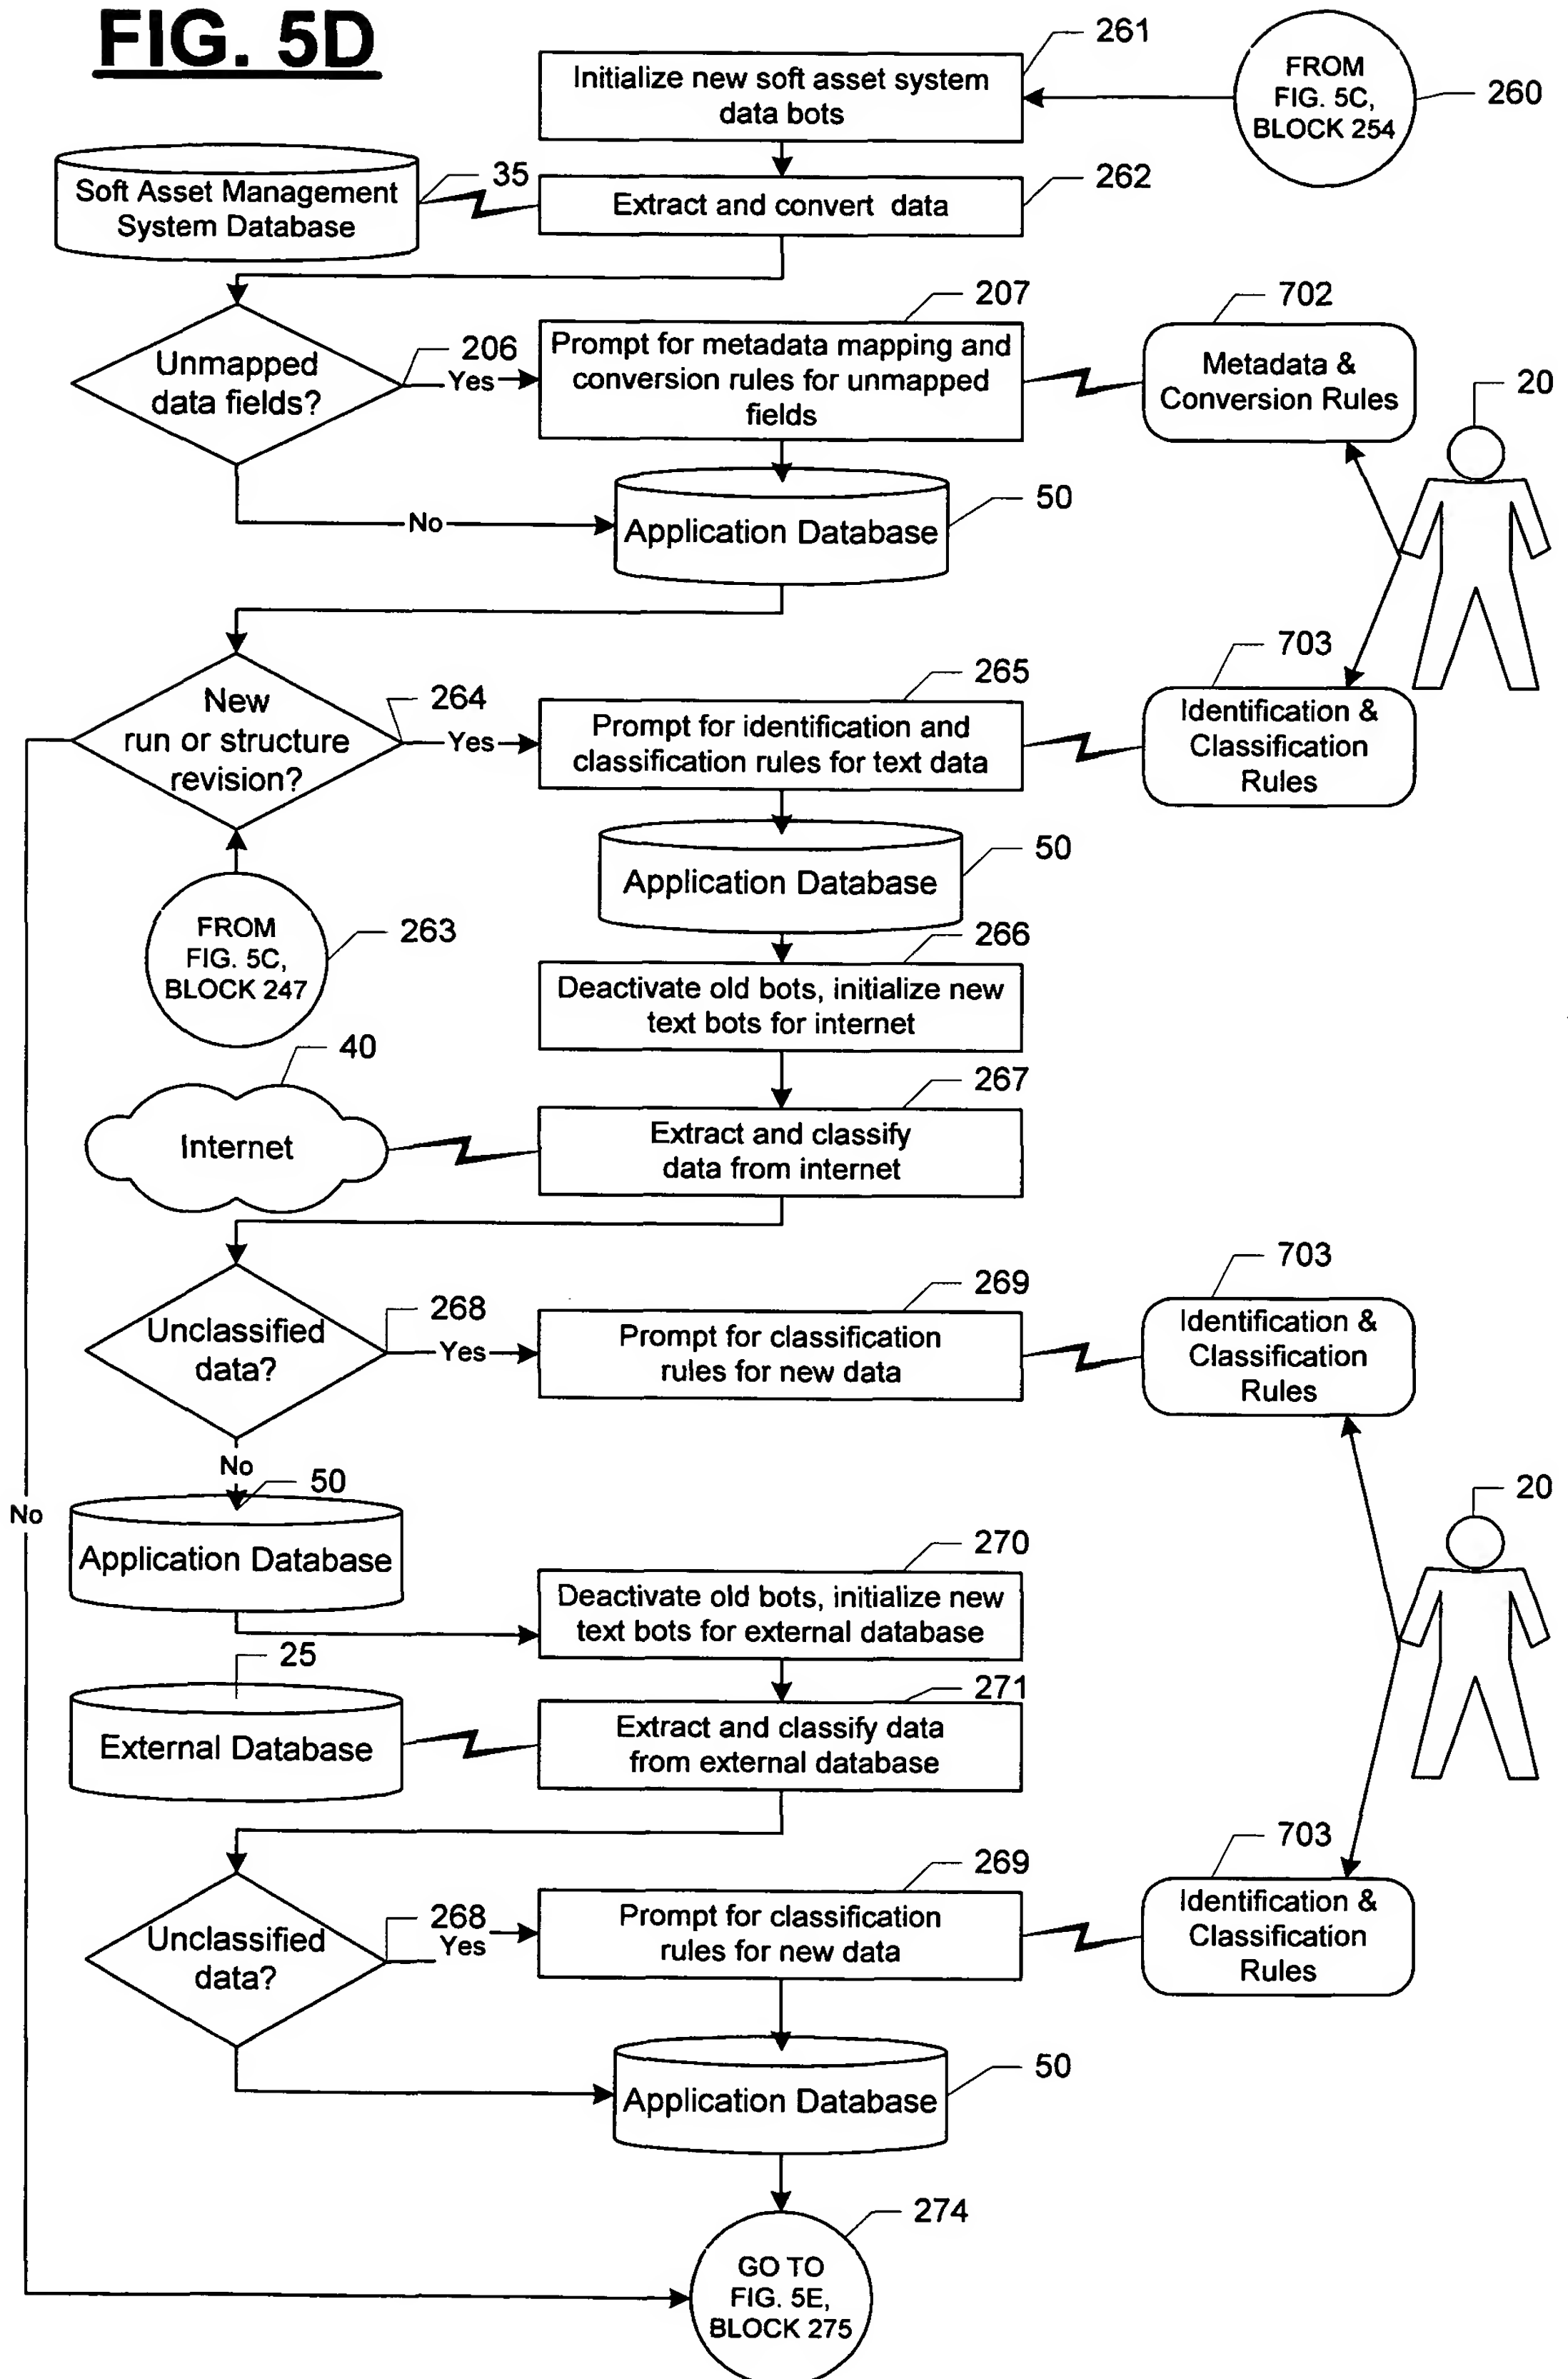 FIG. 5D
261
Initialize new soft asset system
data bots
FROM
FIG. 5C,
BLOCK 254
260
Soft Asset Management
System Database
35
Extract and convert data
262
Unmapped
data fields?
206
Yes
207
Prompt for metadata mapping and
conversion rules for unmapped
fields
702
Metadata &
Conversion Rules
20
No
Application Database
50
New
run or structure
revision?
264
Yes
265
Prompt for identification and
classification rules for text data
703
Identification &
Classification
Rules
Application Database
50
FROM
FIG. 5C,
BLOCK 247
263
266
Deactivate old bots, initialize new
text bots for internet
40
Internet
267
Extract and classify
data from internet
Unclassified
data?
268
Yes
269
Prompt for classification
rules for new data
703
Identification &
Classification
Rules
No
No
50
Application Database
20
270
Deactivate old bots, initialize new
text bots for external database
25
External Database
271
Extract and classify data
from external database
Unclassified
data?
268
Yes
269
Prompt for classification
rules for new data
703
Identification &
Classification
Rules
Application Database
50
274
GO TO
FIG. 5E,
BLOCK 275